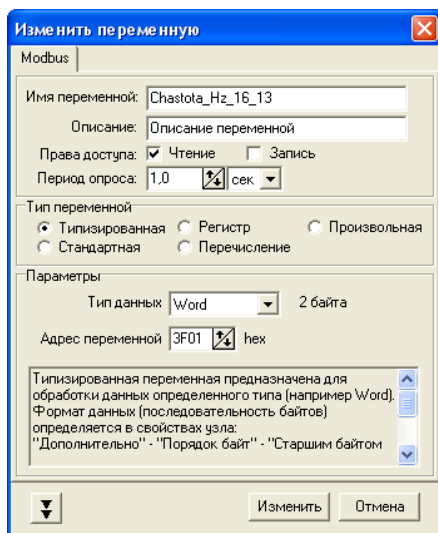 Изменить переменную
Modbus
Имя переменной: Chastota_Hz_16_13
Описание: Описание переменной
Права доступа: Чтение Запись
Период опроса: 1,0 сек
Тип переменной
Типизированная Регистр Произвольная
Стандартная Перечисление
Параметры
Тип данных Word 2 байта
Адрес переменной 3F01 hex
Типизированная переменная предназначена для
обработки данных определенного типа (например Word).
Формат данных (последовательность байтов)
определяется в свойствах узла:
"Дополнительно" - "Порядок байт" - "Старшим байтом
Изменить Отмена